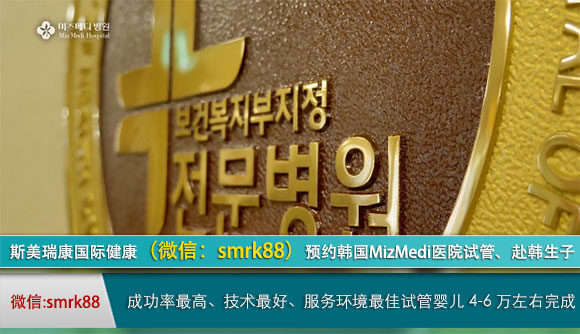 미즈메디병원
Miz Medi Hospital
보건복지부지정
전문병원
AL OF
斯美瑞康国际健康 (微信: smrk88) 预约韩国MizMedi医院试管、赴韩生子
微信:smrk88 成功率最高、技术最好、服务环境最佳试管婴儿 4-6 万左右完成